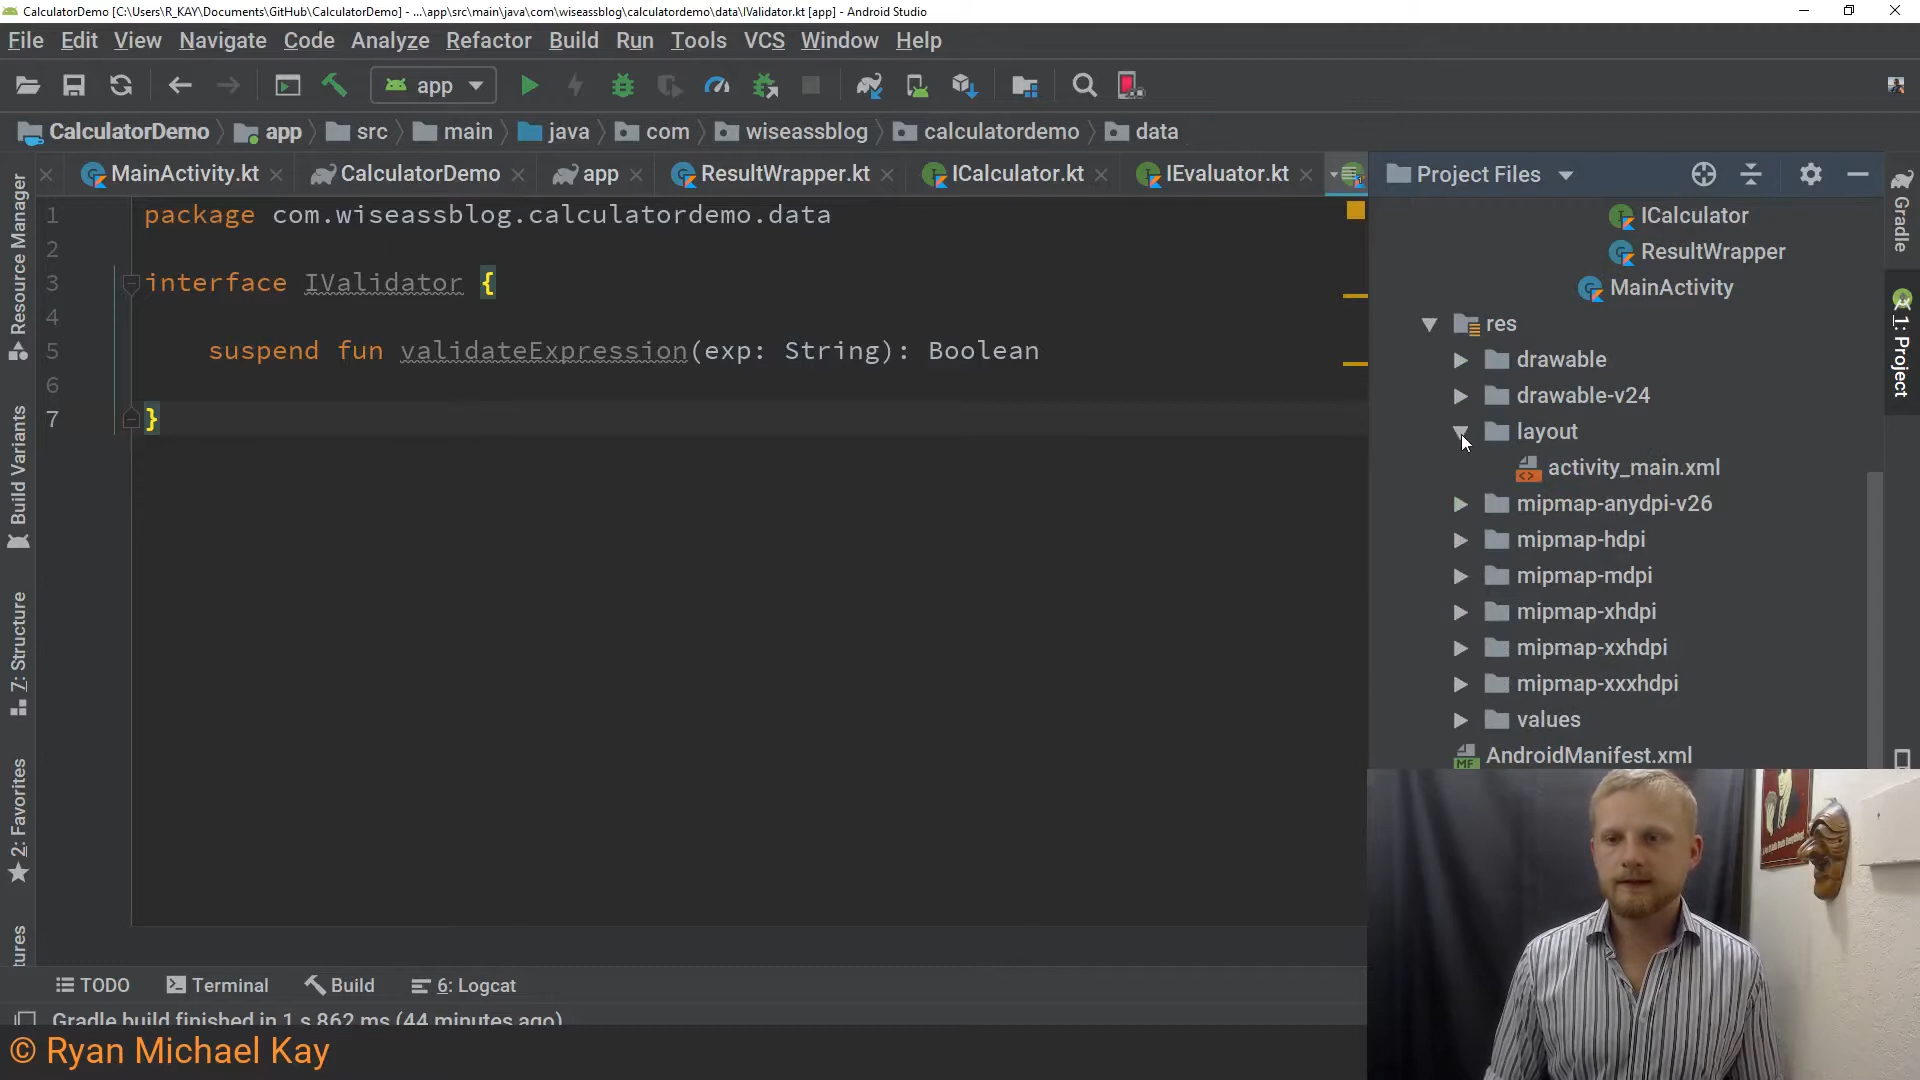 CalculatorDemo [C:\Users\R_KAY\Documents\GitHub\CalculatorDemo] - ...\app\src\main\java\com\wiseassblog\calculatordemo\data\IValidator.kt [app] - Android Studio
File Edit View Navigate Code Analyze Refactor Build Run Tools VCS Window Help
app
CalculatorDemo app src main java com wiseassblog calculatordemo data
MainActivity.kt CalculatorDemo app ResultWrapper.kt ICalculator.kt IEvaluator.kt
Project Files
1 package com.wiseassblog.calculatordemo.data
2
3 interface IValidator {
4
5 suspend fun validateExpression(exp: String): Boolean
6
7 }
ICalculator
ResultWrapper
MainActivity
res
drawable
drawable-v24
layout
activity_main.xml
mipmap-anydpi-v26
mipmap-hdpi
mipmap-mdpi
mipmap-xhdpi
mipmap-xxhdpi
mipmap-xxxhdpi
values
MF AndroidManifest.xml
Resource Manager
Build Variants
7: Structure
2: Favorites
tures
Gradle
1: Project
TODO Terminal Build 6: Logcat
Gradle build finished in 1 s 862 ms (44 minutes ago)
© Ryan Michael Kay